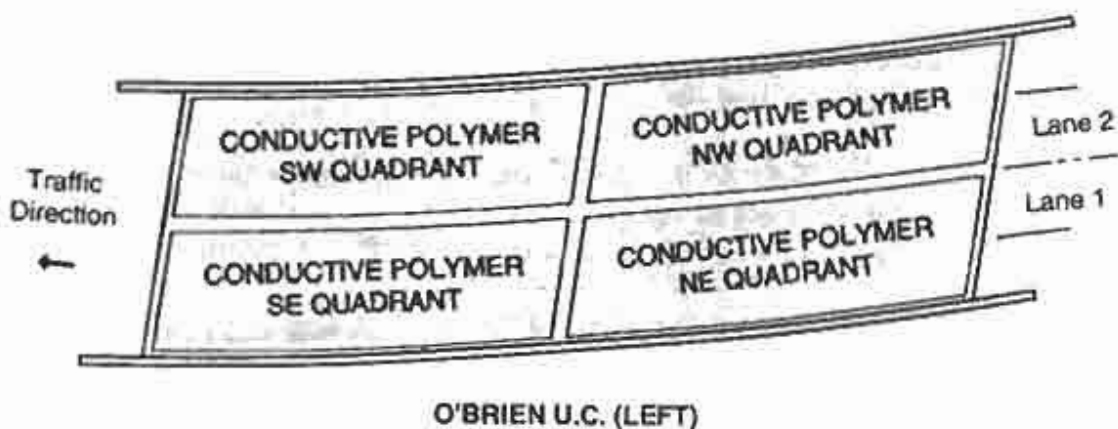 CONDUCTIVE POLYMER
SW QUADRANT
CONDUCTIVE POLYMER
NW QUADRANT
Lane 2
Traffic
Direction
Lane 1
CONDUCTIVE POLYMER
SE QUADRANT
CONDUCTIVE POLYMER
NE QUADRANT
O'BRIEN U.C. (LEFT)